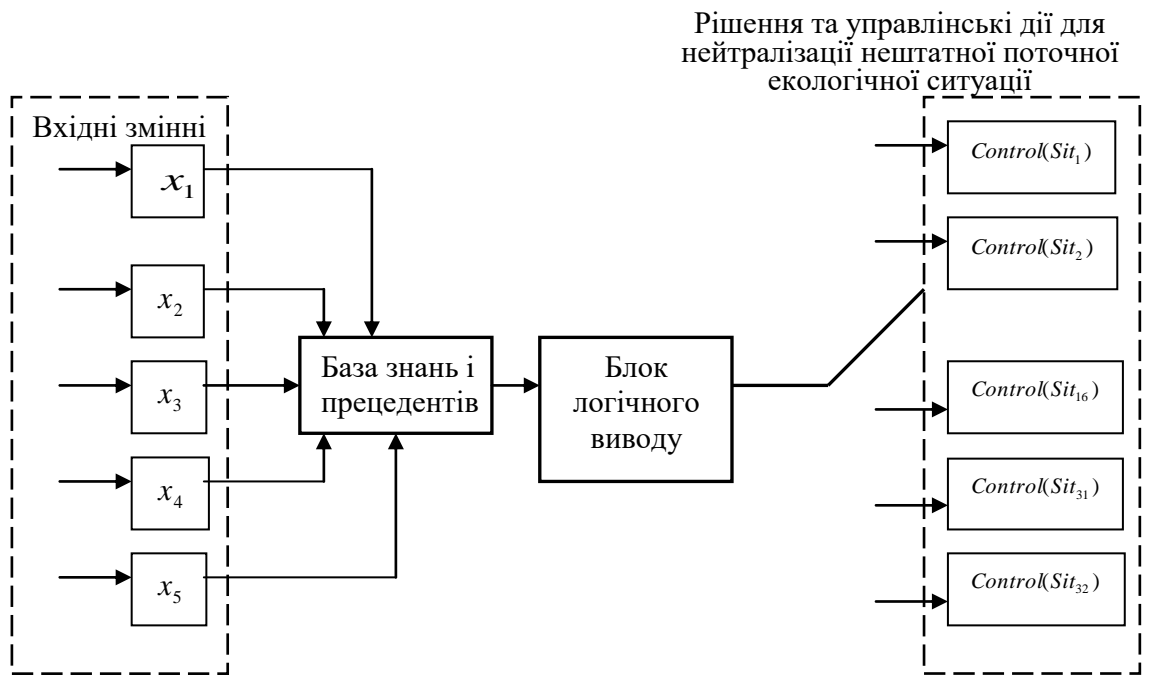 Рішення та управлінські дії для
нейтралізації нештатної поточної
екологічної ситуації
Вхідні змінні
x₁
x₂
x₃
x₄
x₅
База знань і
прецедентів
Блок
логічного
виводу
Control(Sit₁)
Control(Sit₂)
Control(Sit₁₆)
Control(Sit₃₁)
Control(Sit₃₂)